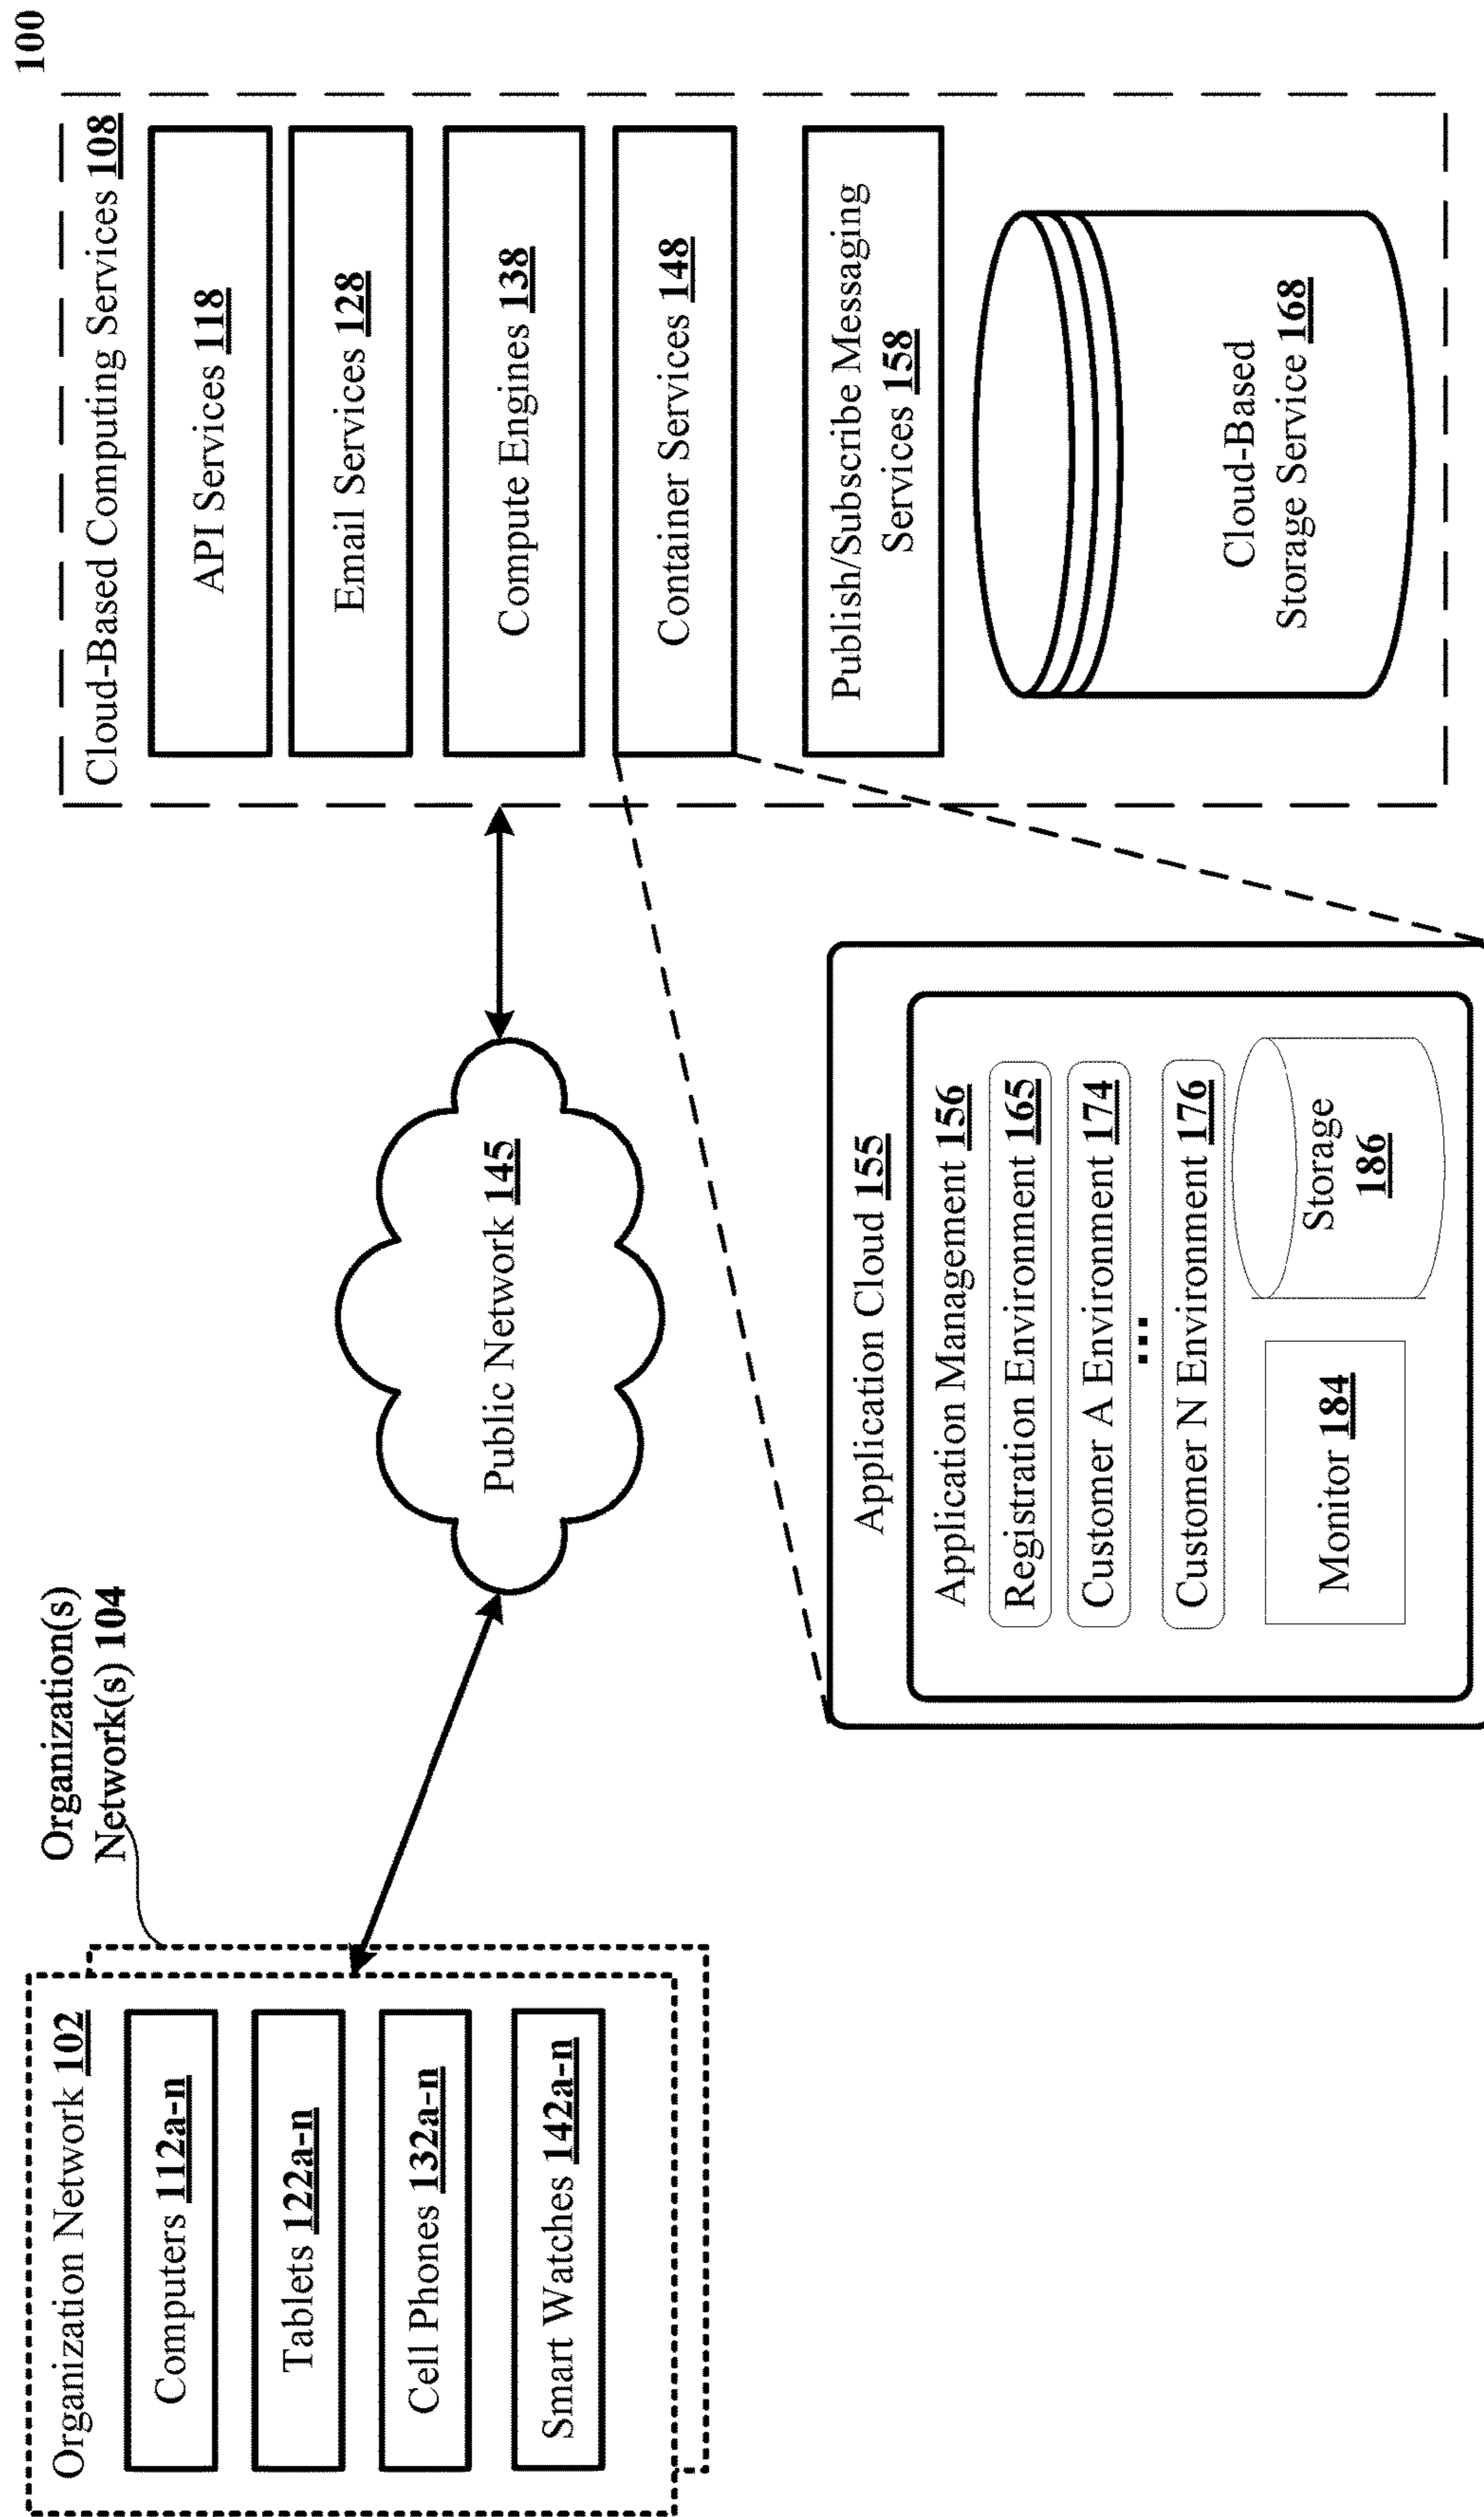 100
Organization(s)
Network(s) 104
Organization Network 102
Computers 112a-n
Tablets 122a-n
Cell Phones 132a-n
Smart Watches 142a-n
Public Network 145
Cloud-Based Computing Services 108
API Services 118
Email Services 128
Compute Engines 138
Container Services 148
Publish/Subscribe Messaging
Services 158
Cloud-Based
Storage Service 168
Application Cloud 155
Application Management 156
Registration Environment 165
Customer A Environment 174
...
Customer N Environment 176
Monitor 184
Storage
186